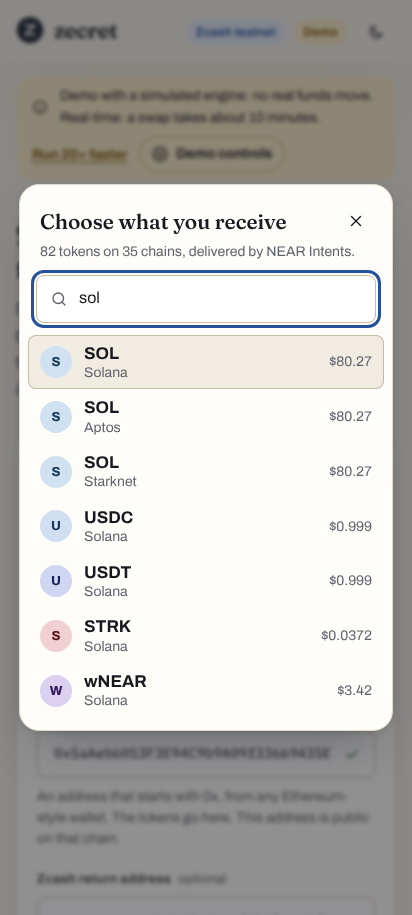 zecret
Zcash testnet
Demo
Demo with a simulated engine: no real funds move.
Real-time: a swap takes about 10 minutes.
Run 20× faster
Demo controls
Choose what you receive
82 tokens on 35 chains, delivered by NEAR Intents.
sol
S
SOL
Solana
$80.27
S
SOL
Aptos
$80.27
S
SOL
Starknet
$80.27
U
USDC
Solana
$0.999
U
USDT
Solana
$0.999
S
STRK
Solana
$0.0372
W
wNEAR
Solana
$3.42
An address that starts with 0x, from any Ethereum-
style wallet. The tokens go here. This address is public
on that chain.
Zcash return address optional